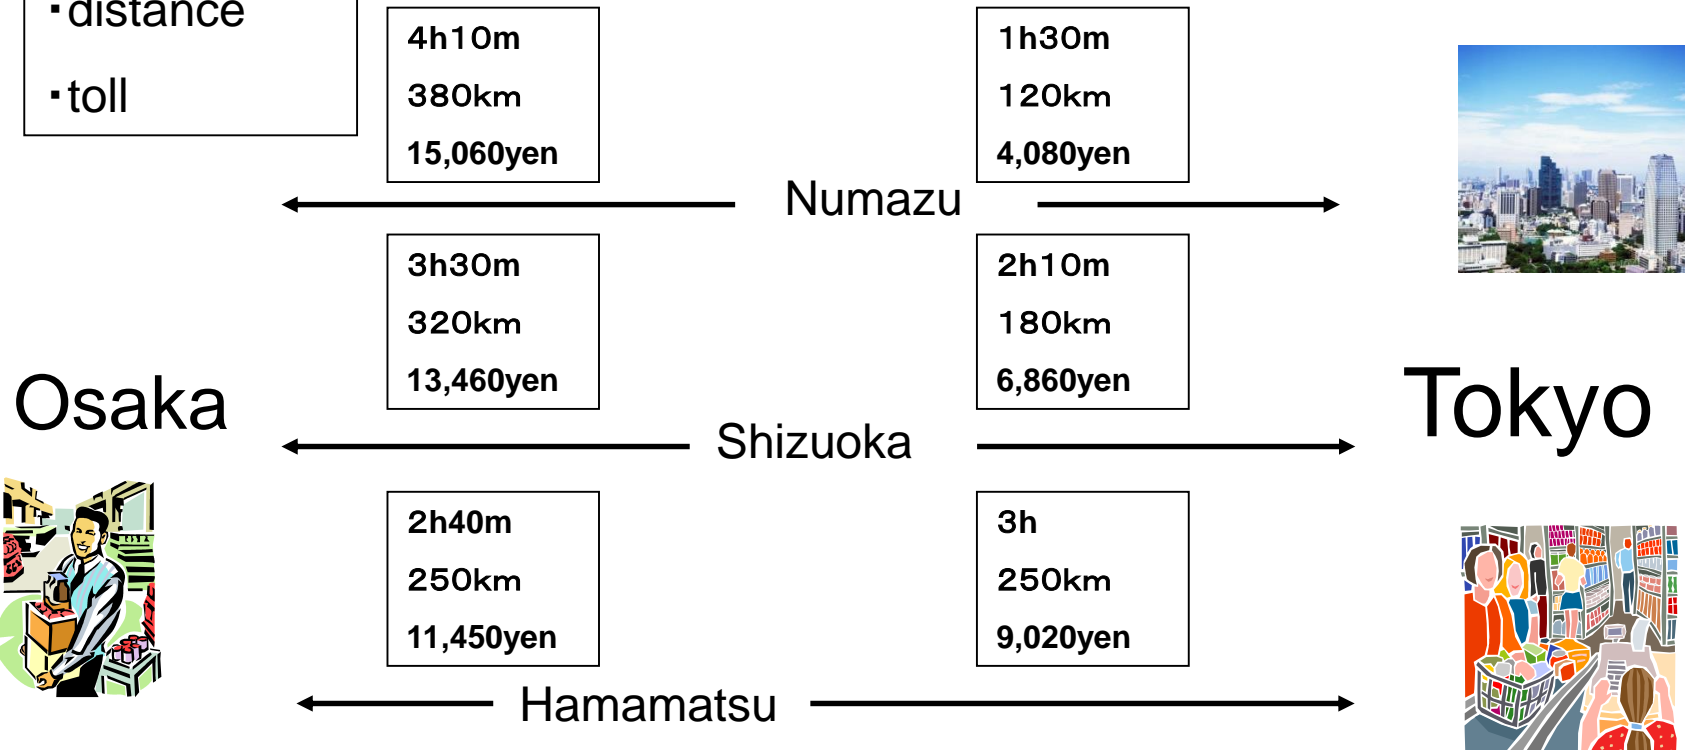 ・distance
・toll
4h10m
380km
15,060yen
1h30m
120km
4,080yen
Numazu
3h30m
320km
13,460yen
2h10m
180km
6,860yen
Osaka
Tokyo
Shizuoka
2h40m
250km
11,450yen
3h
250km
9,020yen
Hamamatsu